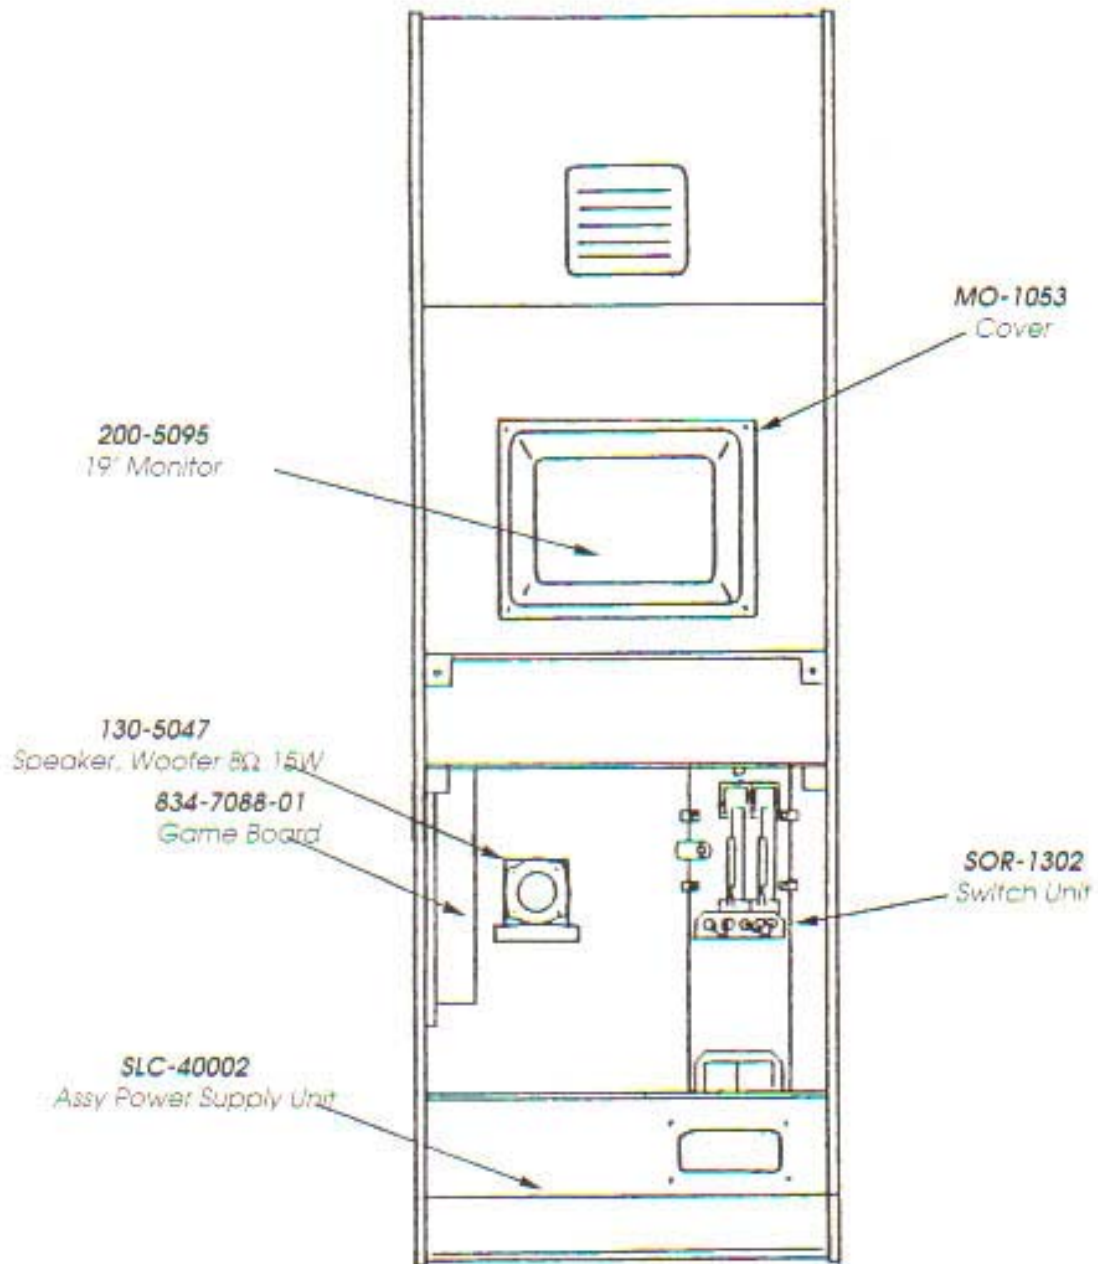 MO-1053
Cover
200-5095
19" Monitor
130-5047
Speaker, Woofer 8Ω 15W
834-7088-01
Game Board
SOR-1302
Switch Unit
SLC-40002
Assy Power Supply Unit